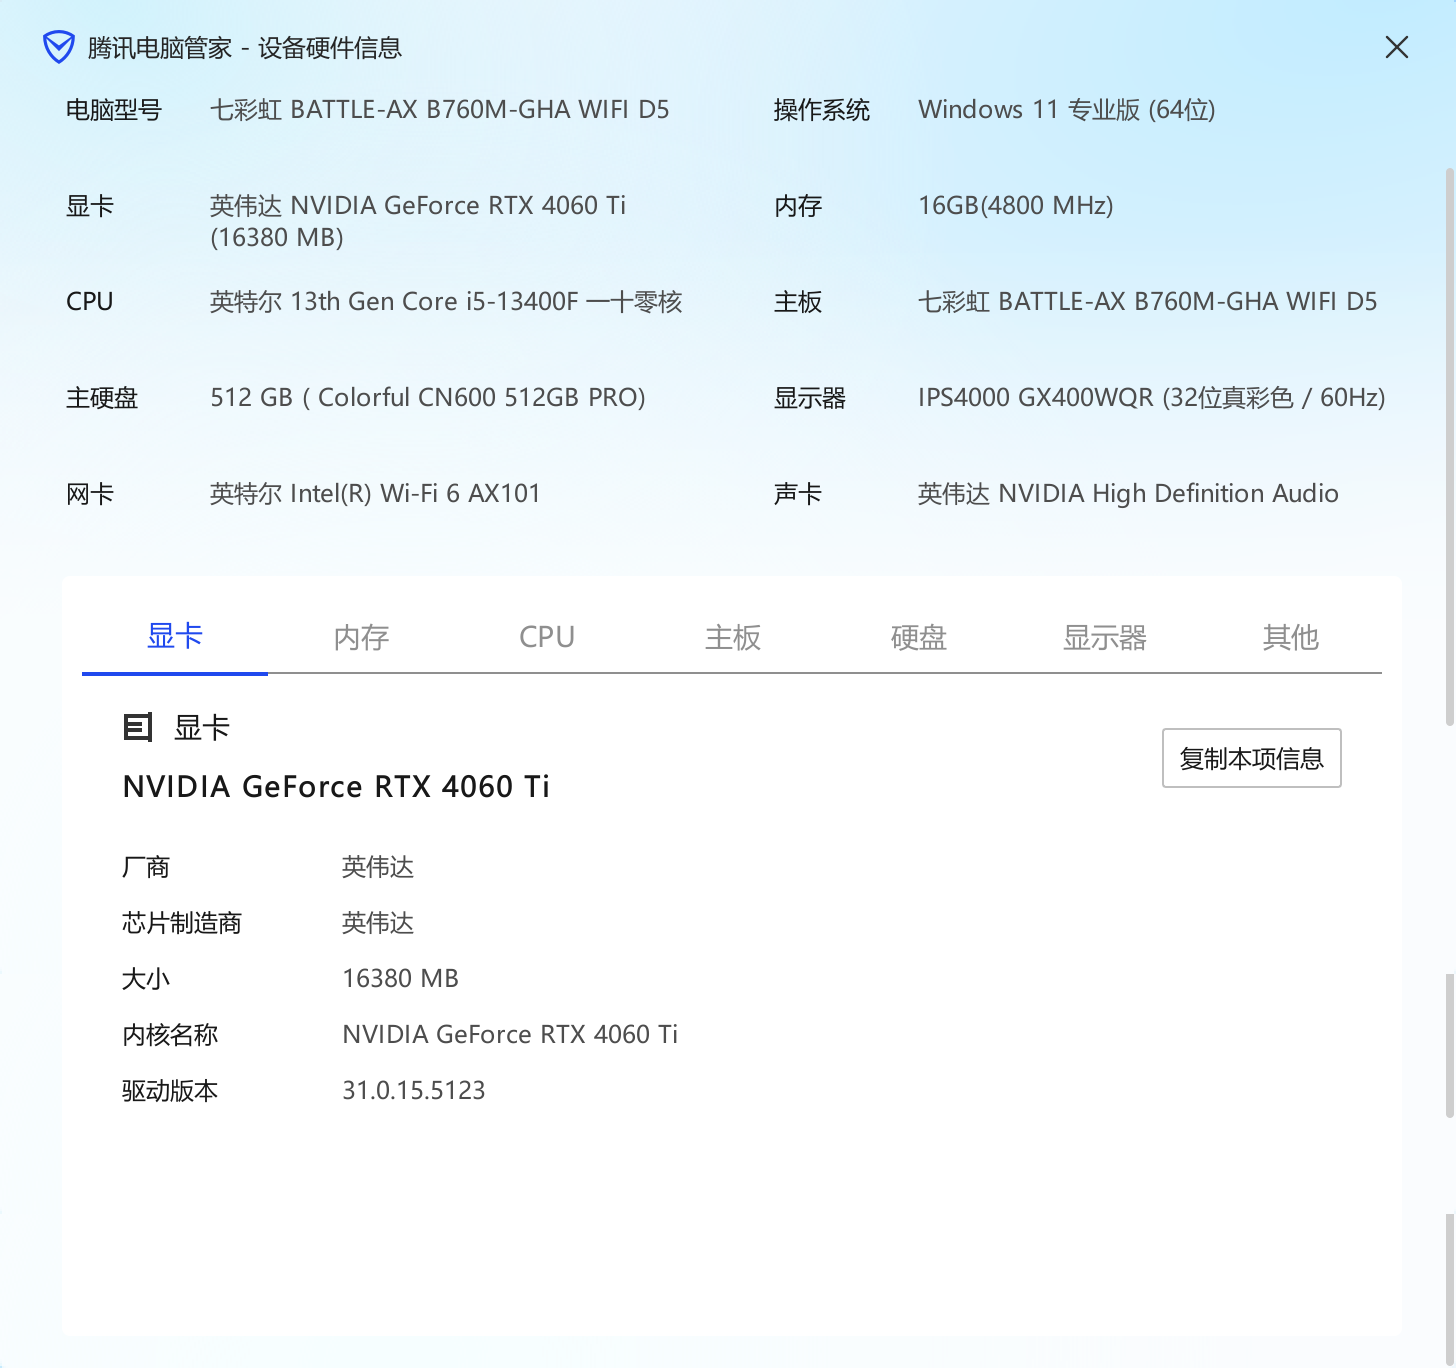 腾讯电脑管家 - 设备硬件信息
电脑型号 七彩虹 BATTLE-AX B760M-GHA WIFI D5 操作系统 Windows 11 专业版 (64位)
显卡 英伟达 NVIDIA GeForce RTX 4060 Ti 内存 16GB(4800 MHz)
(16380 MB)
CPU 英特尔 13th Gen Core i5-13400F 一十零核 主板 七彩虹 BATTLE-AX B760M-GHA WIFI D5
主硬盘 512 GB ( Colorful CN600 512GB PRO) 显示器 IPS4000 GX400WQR (32位真彩色 / 60Hz)
网卡 英特尔 Intel(R) Wi-Fi 6 AX101 声卡 英伟达 NVIDIA High Definition Audio
显卡 内存 CPU 主板 硬盘 显示器 其他
显卡
复制本项信息
NVIDIA GeForce RTX 4060 Ti
厂商 英伟达
芯片制造商 英伟达
大小 16380 MB
内核名称 NVIDIA GeForce RTX 4060 Ti
驱动版本 31.0.15.5123